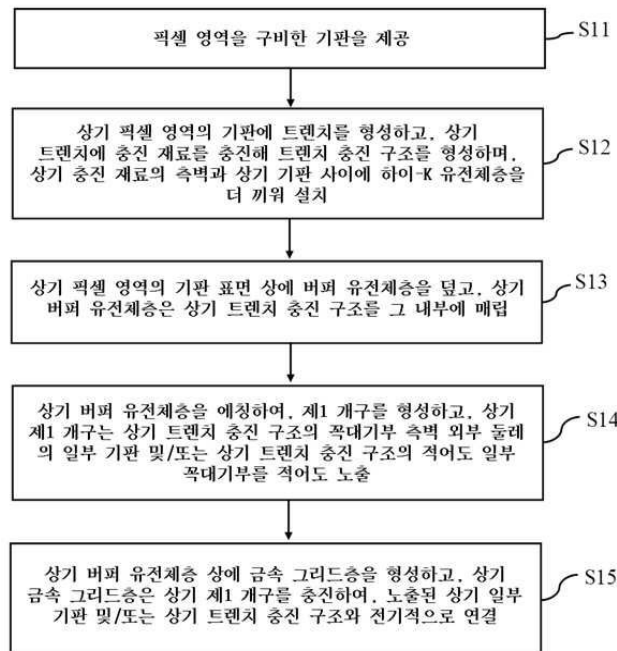 픽셀 영역을 구비한 기판을 제공
S11
상기 픽셀 영역의 기판에 트렌치를 형성하고, 상기
트렌치에 충진 재료를 충진해 트렌치 충진 구조를 형성하며,
상기 충진 재료의 측벽과 상기 기판 사이에 하이-K 유전체층을
더 끼워 설치
S12
상기 픽셀 영역의 기판 표면 상에 버퍼 유전체층을 덮고, 상기
버퍼 유전체층은 상기 트렌치 충진 구조를 그 내부에 매립
S13
상기 버퍼 유전체층을 에칭하여, 제1 개구를 형성하고, 상기
제1 개구는 상기 트렌치 충진 구조의 꼭대기부 측벽 외부 둘레
의 일부 기판 및/또는 상기 트렌치 충진 구조의 적어도 일부
꼭대기부를 적어도 노출
S14
상기 버퍼 유전체층 상에 금속 그리드층을 형성하고, 상기
금속 그리드층은 상기 제1 개구를 충진하여, 노출된 상기 일부
기판 및/또는 상기 트렌치 충진 구조와 전기적으로 연결
S15